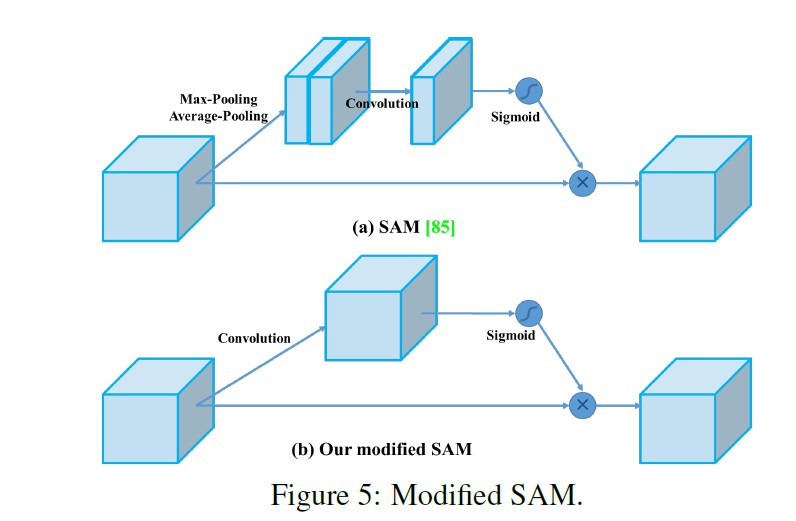 Max-Pooling
Average-Pooling
Convolution
Sigmoid
(a) SAM [85]
Convolution
Sigmoid
(b) Our modified SAM
Figure 5: Modified SAM.